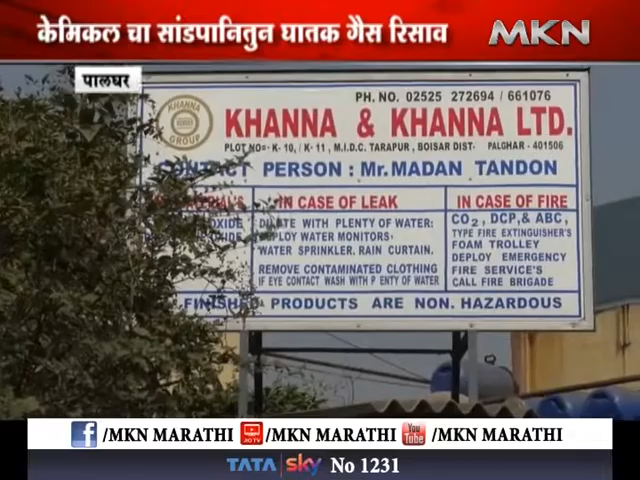 केमिकल चा सांडपानितुन घातक गैस रिसाव
MKN
पालघर
PH. NO. 02525 272694 / 661076
KHANNA GROUP
KHANNA & KHANNA LTD.
PLOT NO=-K-10, / K-11, M.I.D.C. TARAPUR, BOISAR DIST- PALGHAR-401506
CONTACT PERSON : Mr. MADAN TANDON
IN CASE OF LEAK
DILUTE WITH PLENTY OF WATER:
DEPLOY WATER MONITORS:
WATER SPRINKLER. RAIN CURTAIN.
REMOVE CONTAMINATED CLOTHING
IF EYE CONTACT WASH WITH PLENTY OF WATER
IN CASE OF FIRE
CO2, DCP,& ABC,
TYPE FIRE EXTINGUISHER'S
FOAM TROLLEY
DEPLOY EMERGENCY
FIRE SERVICE'S
CALL FIRE BRIGADE
FINISHED PRODUCTS ARE NON. HAZARDOUS
f /MKN MARATHI JIO TV /MKN MARATHI You Tube /MKN MARATHI
TATA sky No 1231